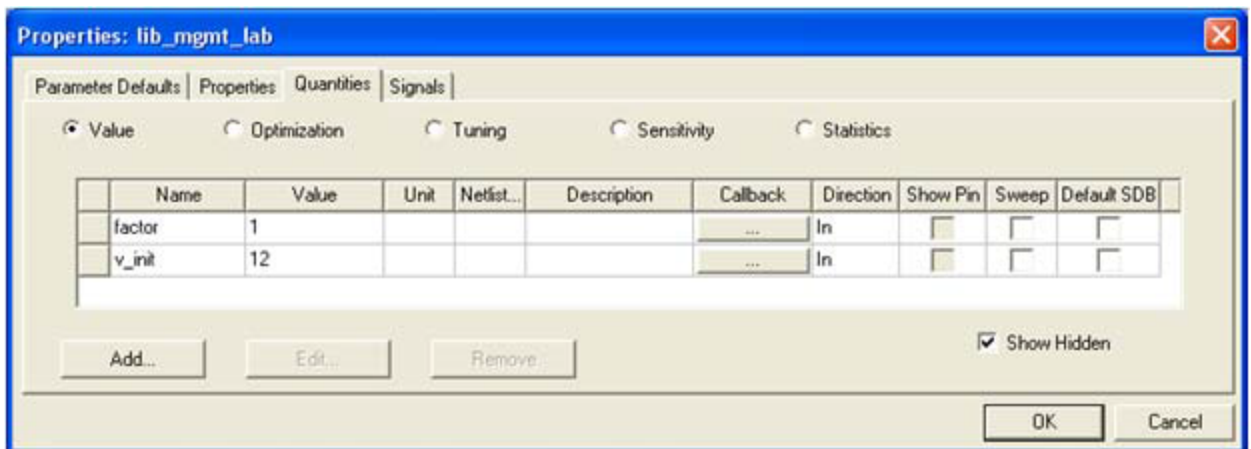 Properties: lib_mgmt_lab
Parameter Defaults Properties Quantities Signals
Value Optimization Tuning Sensitivity Statistics
Name Value Unit Netlist... Description Callback Direction Show Pin Sweep Default SDB
factor 1 ... In
v_init 12 ... In
Add... Edit... Remove Show Hidden
OK Cancel